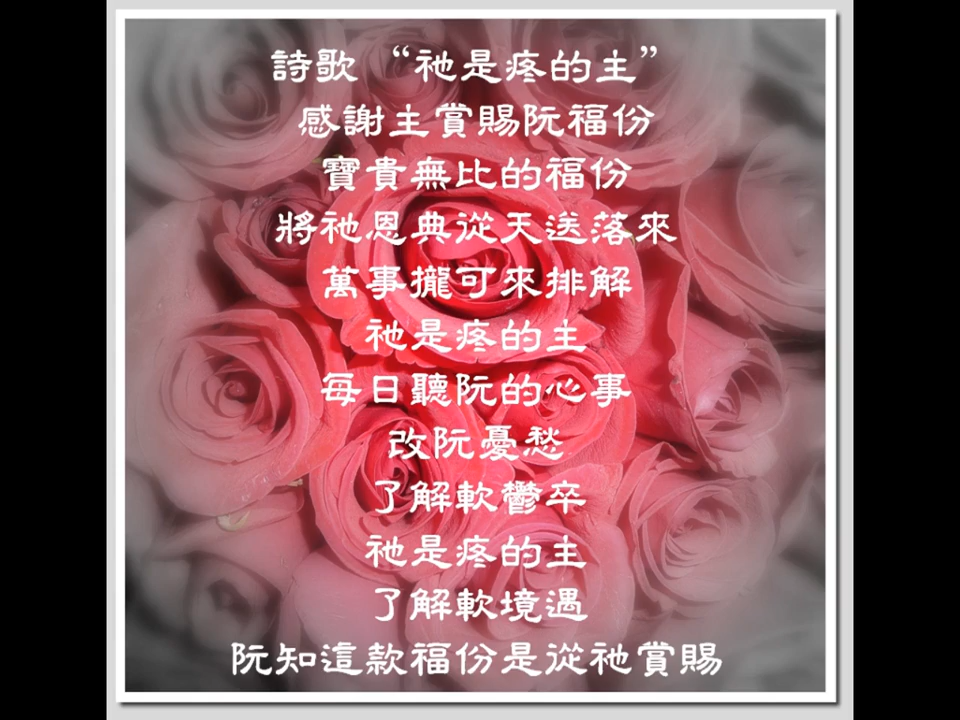 詩歌 “祂是疼的主”
感謝主賞賜阮福份
寶貴無比的福份
將祂恩典從天送落來
萬事攏可來排解
祂是疼的主
每日聽阮的心事
改阮憂愁
了解軟鬱卒
祂是疼的主
了解軟境遇
阮知這款福份是從祂賞賜